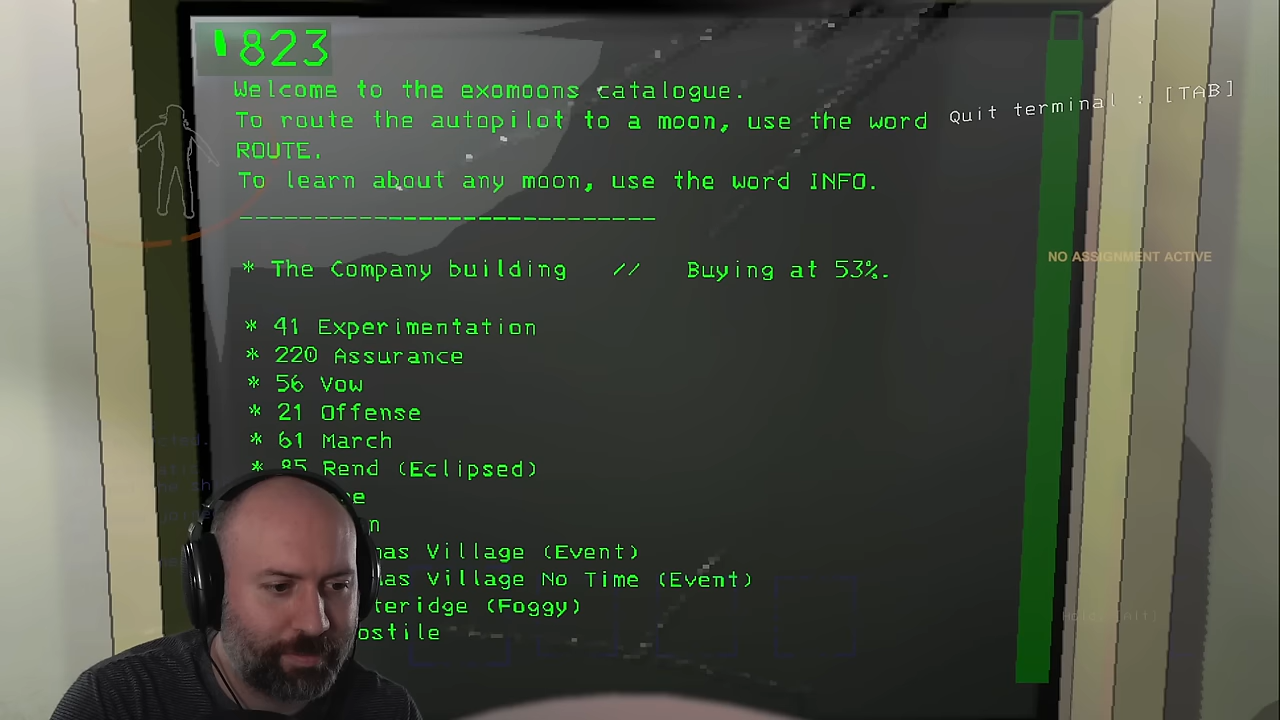 823
Welcome to the exomoons catalogue.
To route the autopilot to a moon, use the word
ROUTE.
To learn about any moon, use the word INFO.
Quit terminal : [TAB]
* The Company building // Buying at 53%.
NO ASSIGNMENT ACTIVE
* 41 Experimentation
* 220 Assurance
* 56 Vow
* 21 Offense
* 61 March
* 85 Rend (Eclipsed)
Village (Event)
Village No Time (Event)
(Foggy)